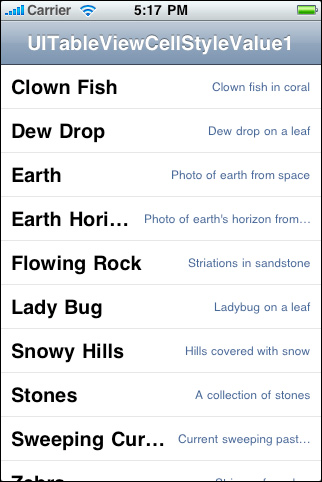 Carrier 5:17 PM
UITableViewCellStyleValue1
Clown Fish Clown fish in coral
Dew Drop Dew drop on a leaf
Earth Photo of earth from space
Earth Hori... Photo of earth's horizon from...
Flowing Rock Striations in sandstone
Lady Bug Ladybug on a leaf
Snowy Hills Hills covered with snow
Stones A collection of stones
Sweeping Cur... Current sweeping past...
Zebra